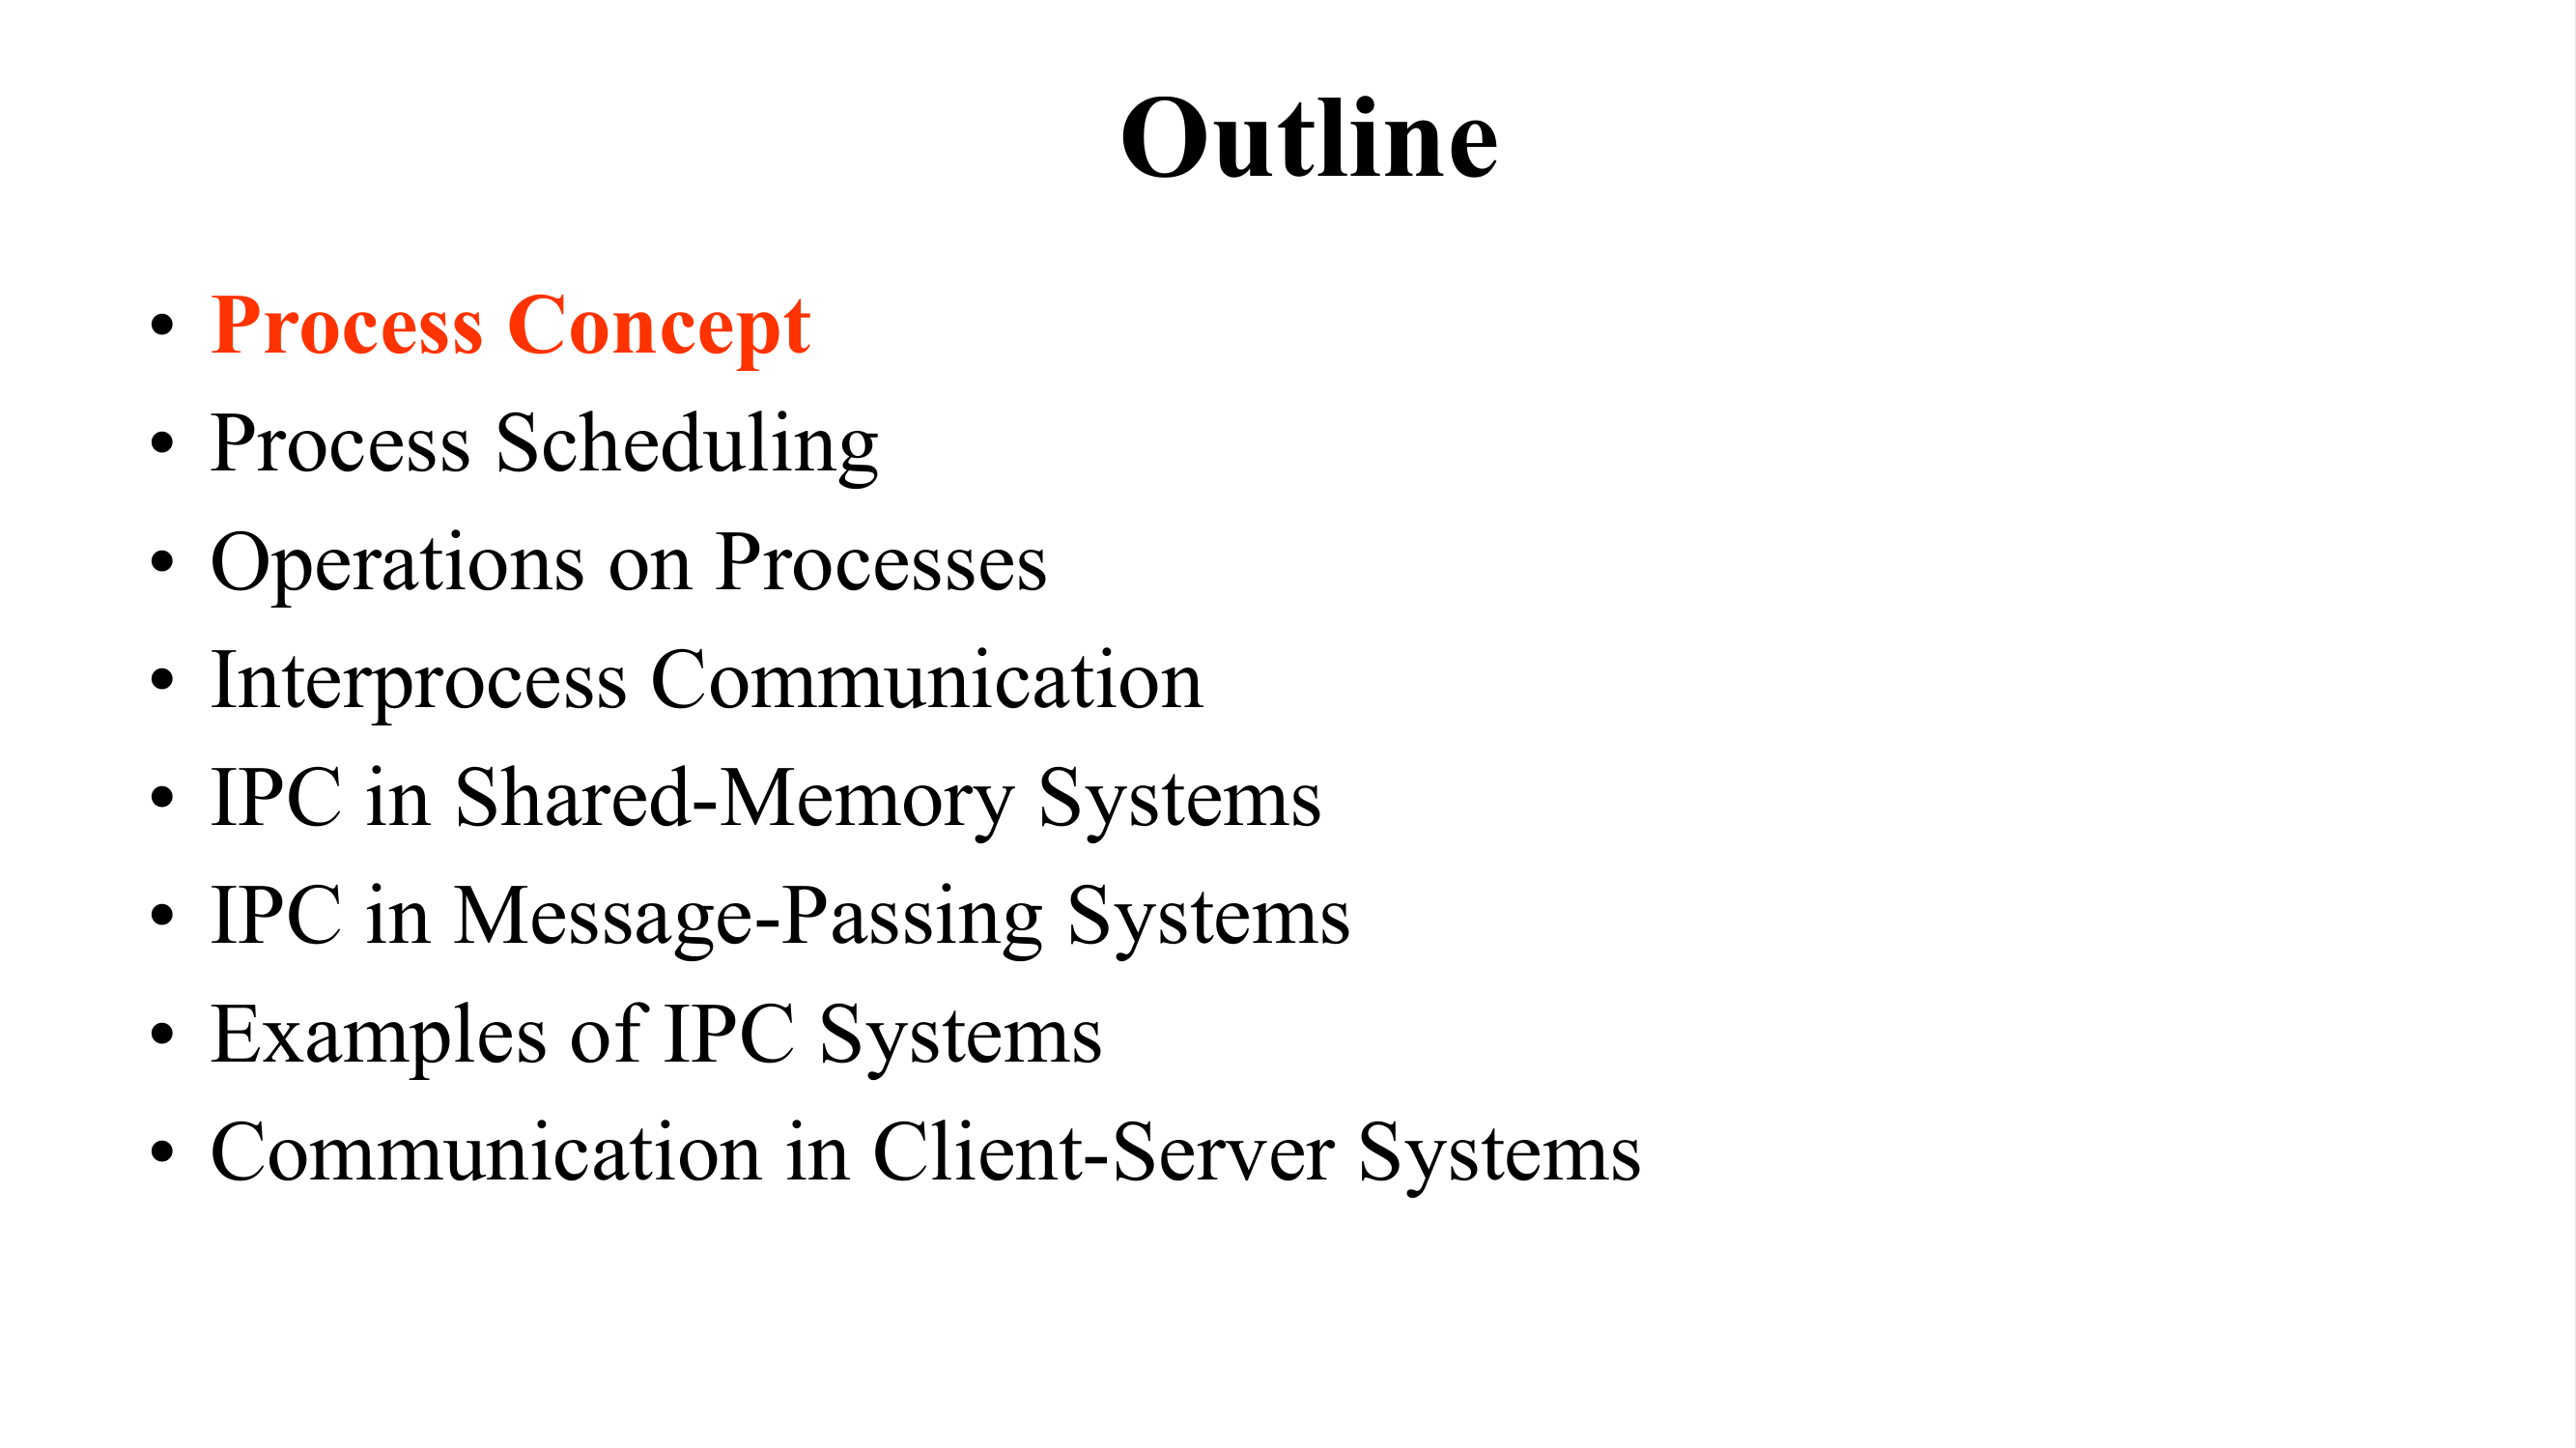 Outline
• Process Concept
• Process Scheduling
• Operations on Processes
• Interprocess Communication
• IPC in Shared-Memory Systems
• IPC in Message-Passing Systems
• Examples of IPC Systems
• Communication in Client-Server Systems